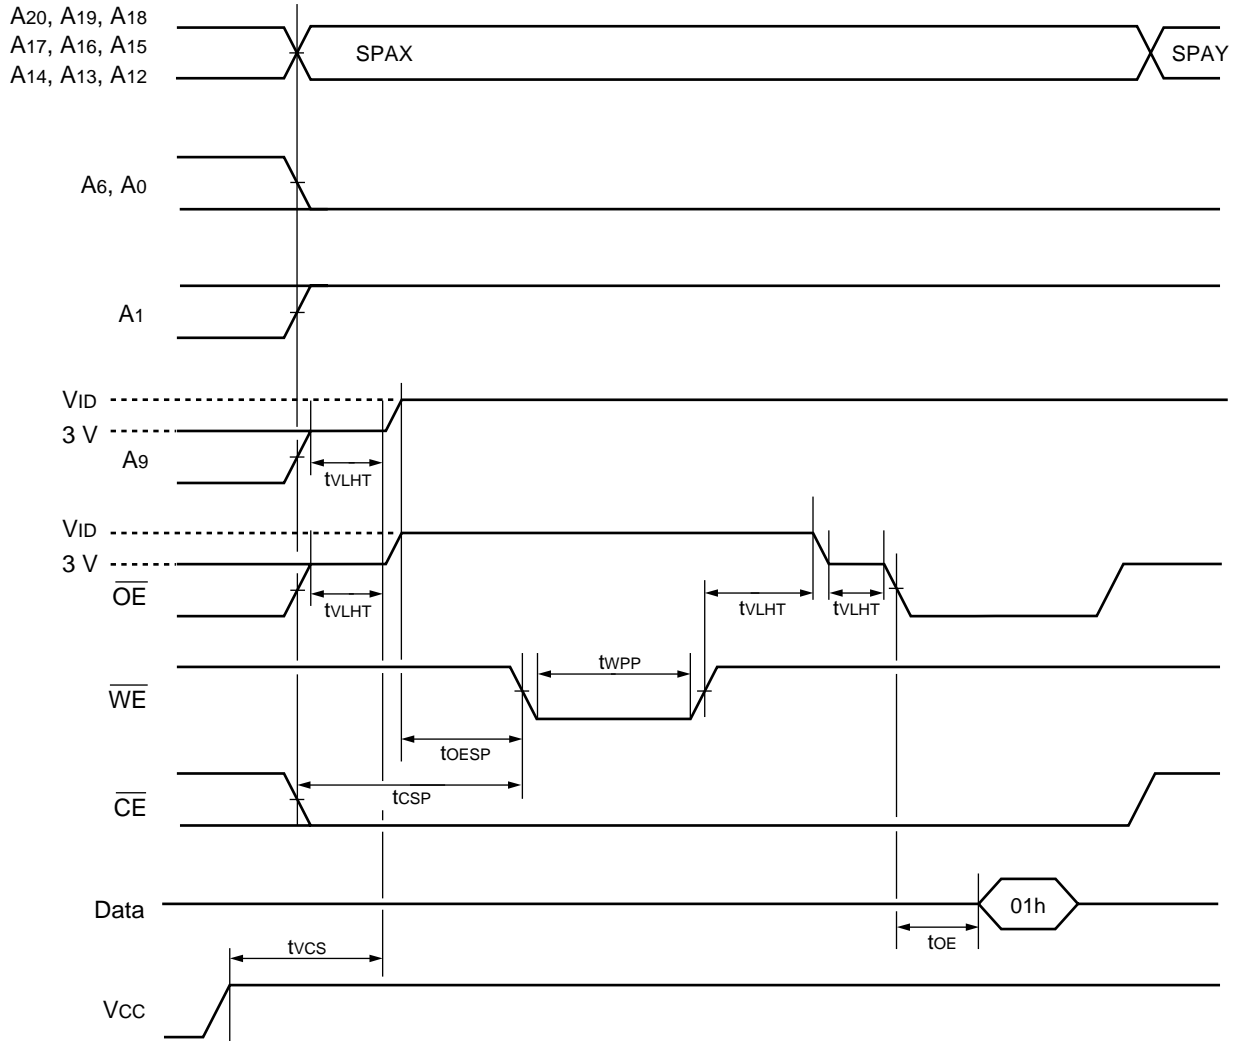 A20, A19, A18
A17, A16, A15
A14, A13, A12
SPAX
SPAY
A6, A0
A1
VID
3 V
A9
tVLHT
VID
3 V
OE
tVLHT
tVLHT
tVLHT
WE
tWPP
tOESP
CE
tCSP
Data
01h
tOE
tVCS
VCC